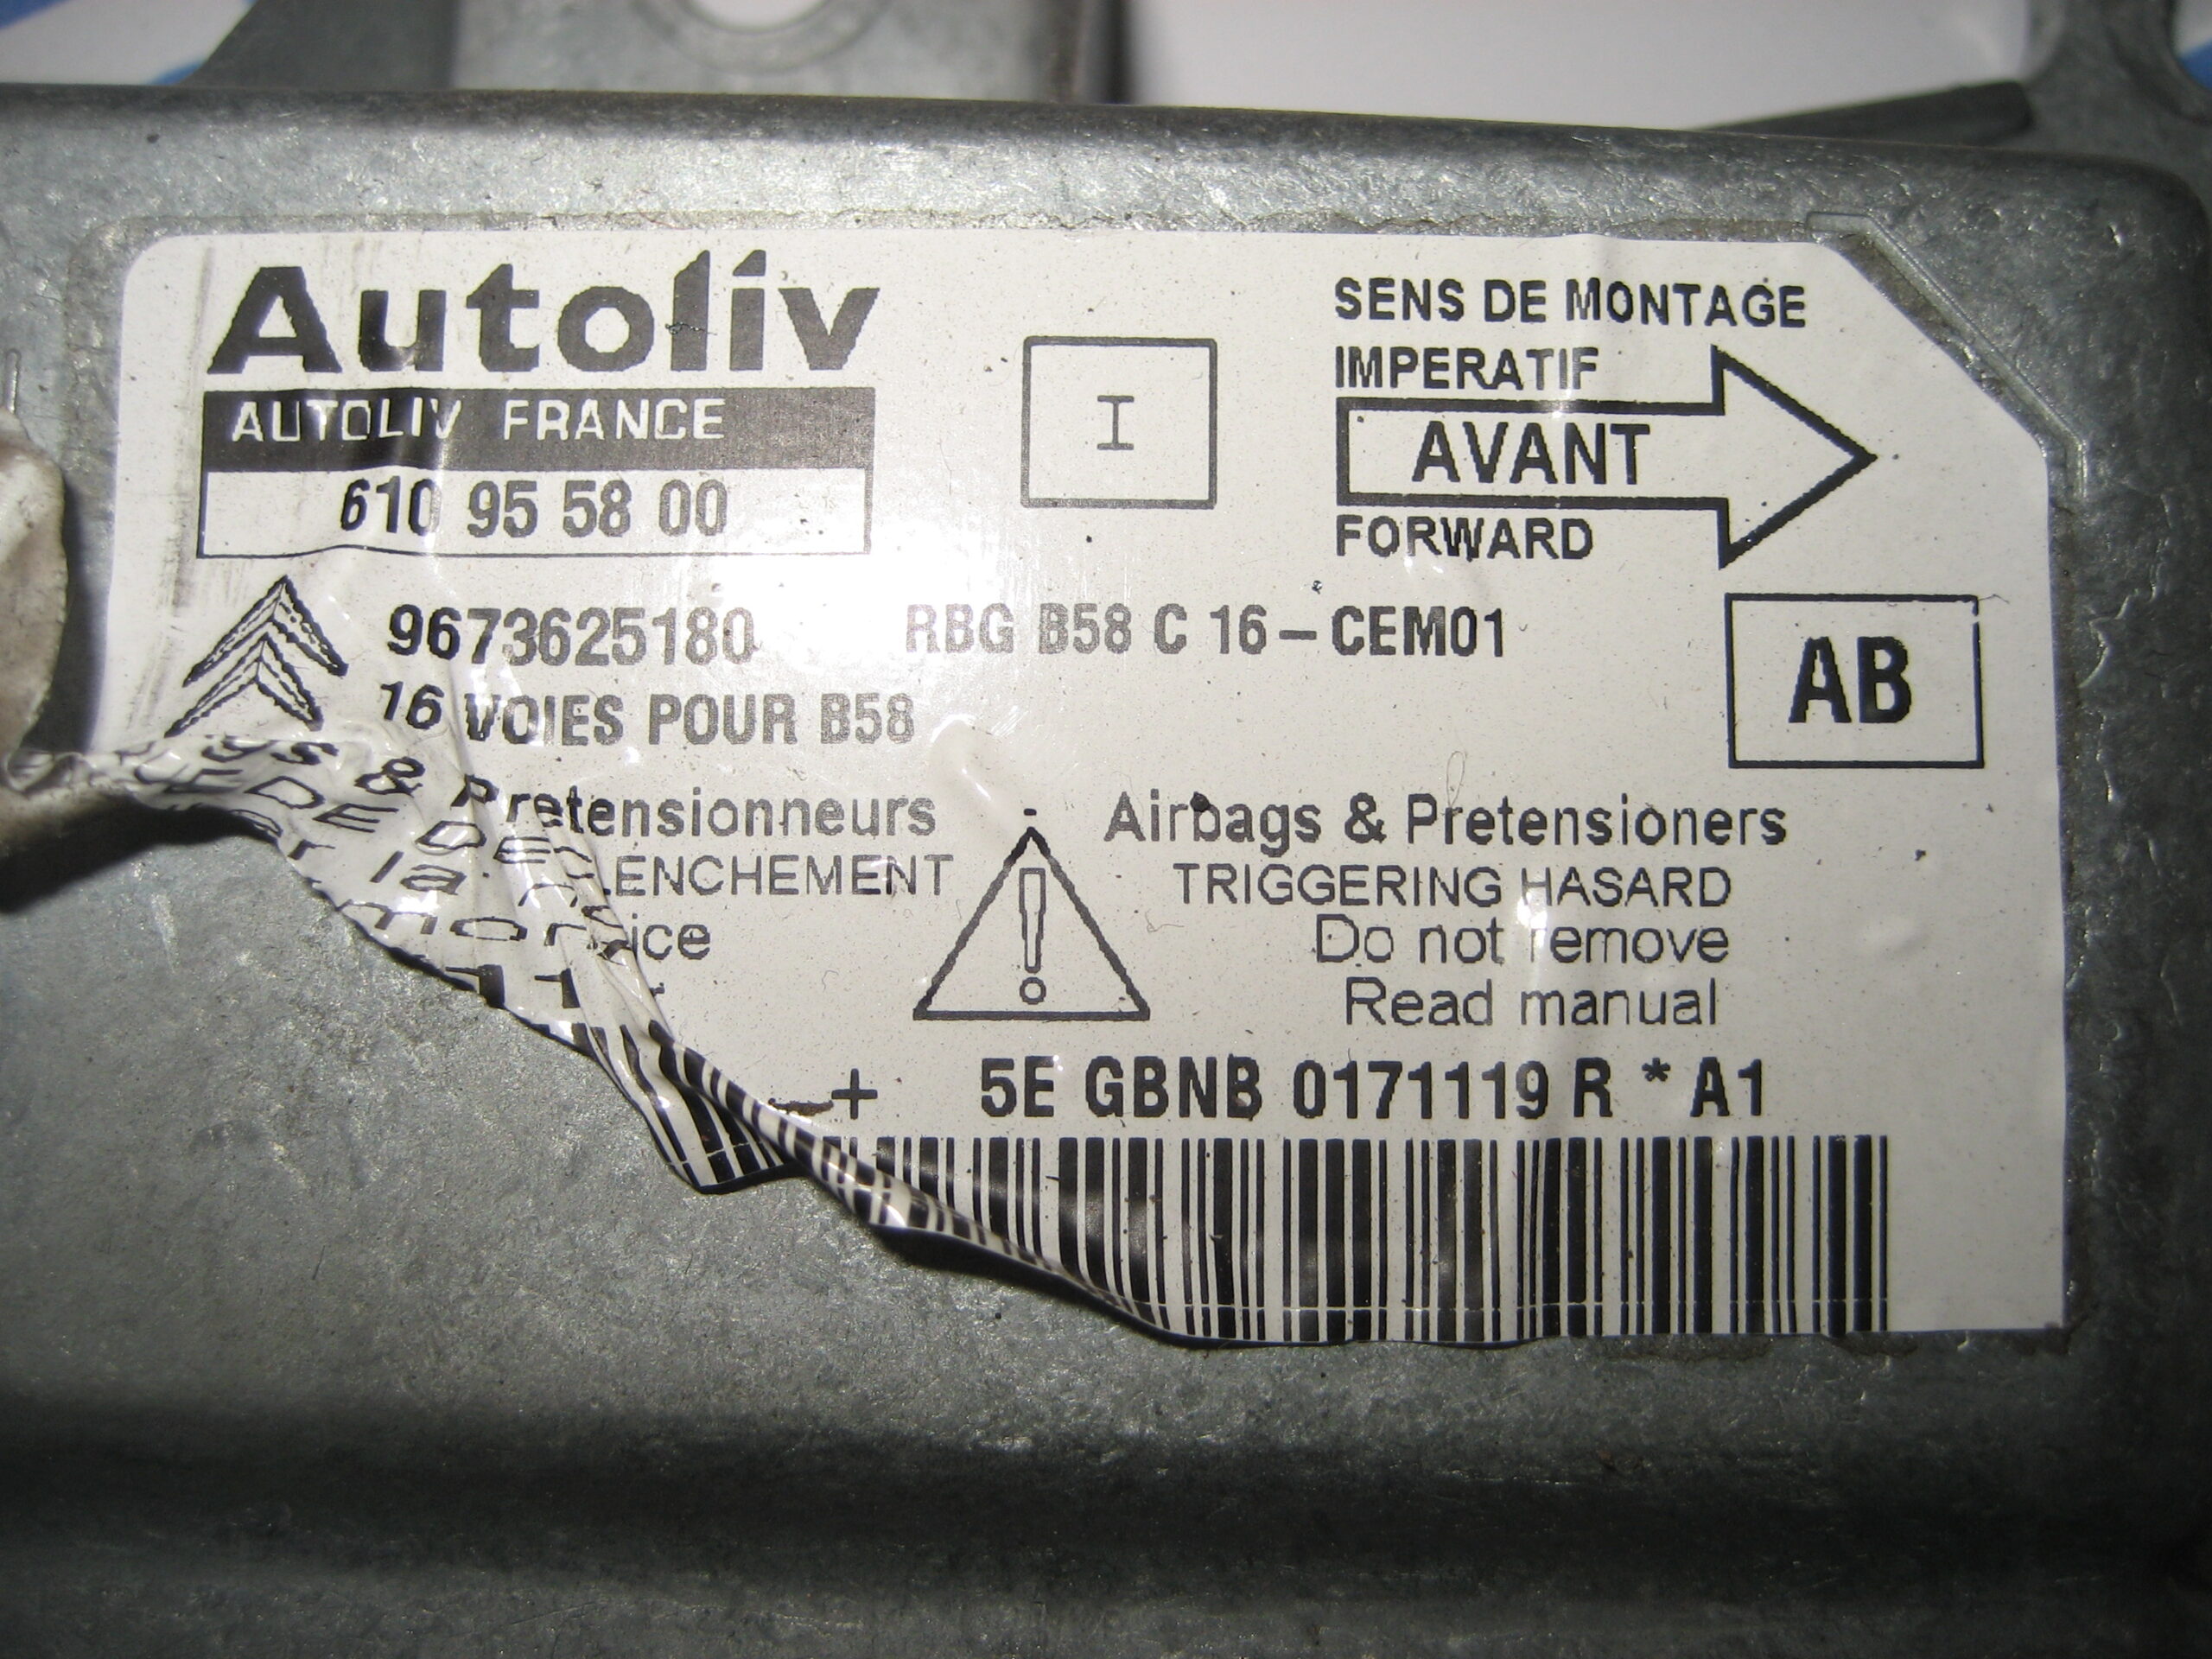 Autoliv
AUTOLIV FRANCE
610 95 58 00
I
SENS DE MONTAGE
IMPERATIF
AVANT
FORWARD
9673625180 RBG B58 C 16-CEM01
16 VOIES POUR B58
AB
& Pretensionneurs
Airbags & Pretensioners
TRIGGERING HASARD
Do not remove
Read manual
+ 5E GBNB 0171119 R * A1